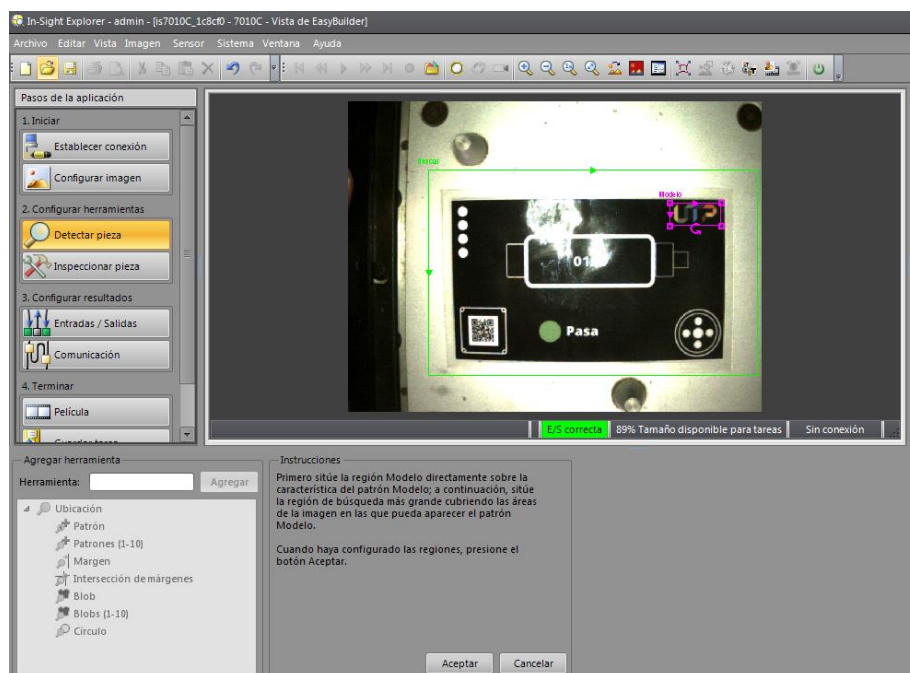 In-Sight Explorer - admin - [is7010C_1c8cf0 - 7010C - Vista de EasyBuilder]
Archivo Editar Vista Imagen Sensor Sistema Ventana Ayuda
Pasos de la aplicación
1. Iniciar
Establecer conexión
Configurar imagen
2. Configurar herramientas
Detectar pieza
Inspeccionar pieza
3. Configurar resultados
Entradas / Salidas
Comunicación
4. Terminar
Película
Modelo
UTP
Pasa
E/S correcta
89% Tamaño disponible para tareas
Sin conexión
Agregar herramienta
Herramienta:
Agregar
Ubicación
Patrón
Patrones (1-10)
Margen
Intersección de márgenes
Blob
Blobs (1-10)
Círculo
Instrucciones
Primero sitúe la región Modelo directamente sobre la
característica del patrón Modelo; a continuación, sitúe
la región de búsqueda más grande cubriendo las áreas
de la imagen en las que pueda aparecer el patrón
Modelo.
Cuando haya configurado las regiones, presione el
botón Aceptar.
Aceptar
Cancelar